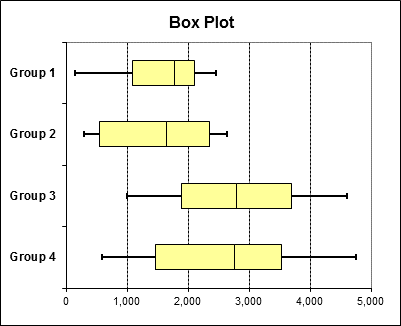 Box Plot
Group 1
Group 2
Group 3
Group 4
0 1,000 2,000 3,000 4,000 5,000